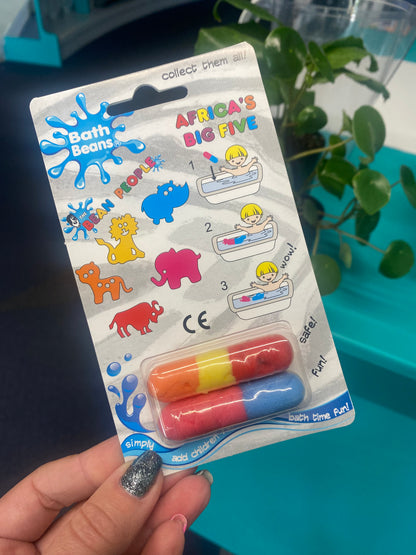 collect them all!
Bath
Beans
AFRICA'S
BIG FIVE
The
BEAN PEOPLE
1
2
wow!
3
CE
safe!
fun!
simply
add children
bath time fun!